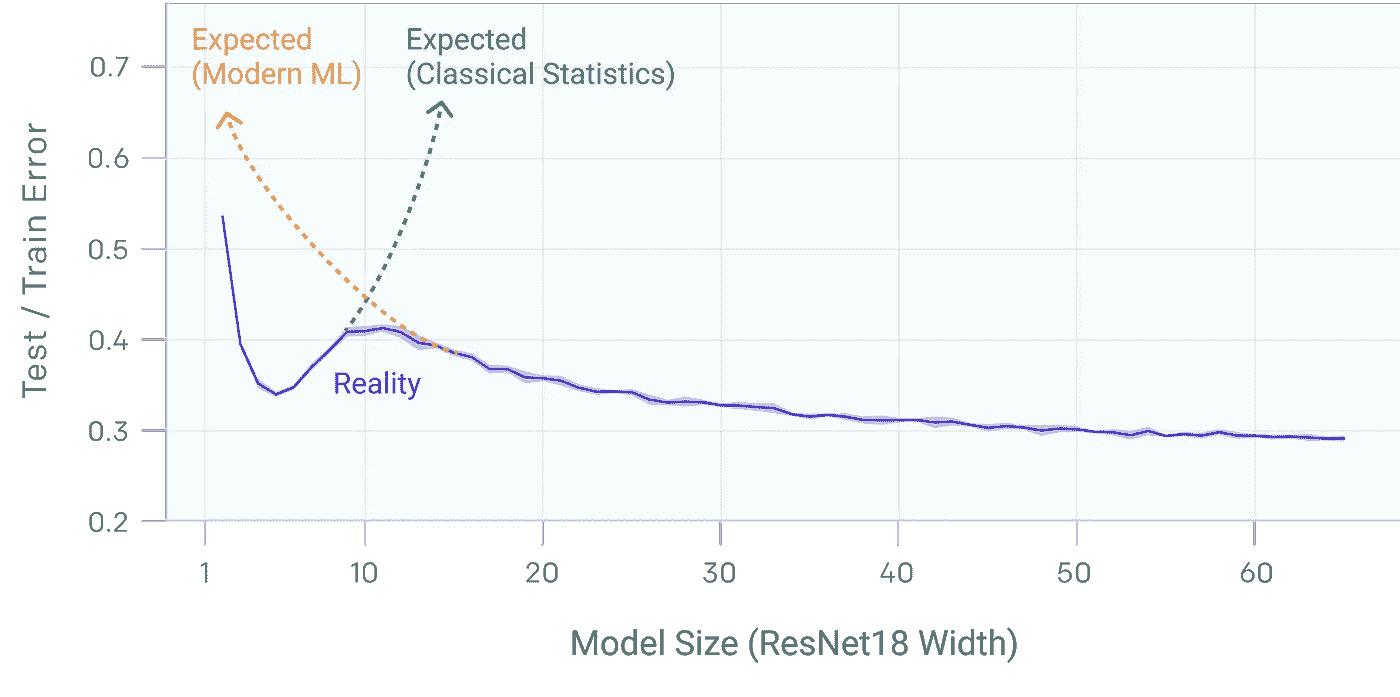 Expected
(Modern ML)
Expected
(Classical Statistics)
0.7
0.6
0.5
0.4
0.3
0.2
Test / Train Error
Reality
1 10 20 30 40 50 60
Model Size (ResNet18 Width)